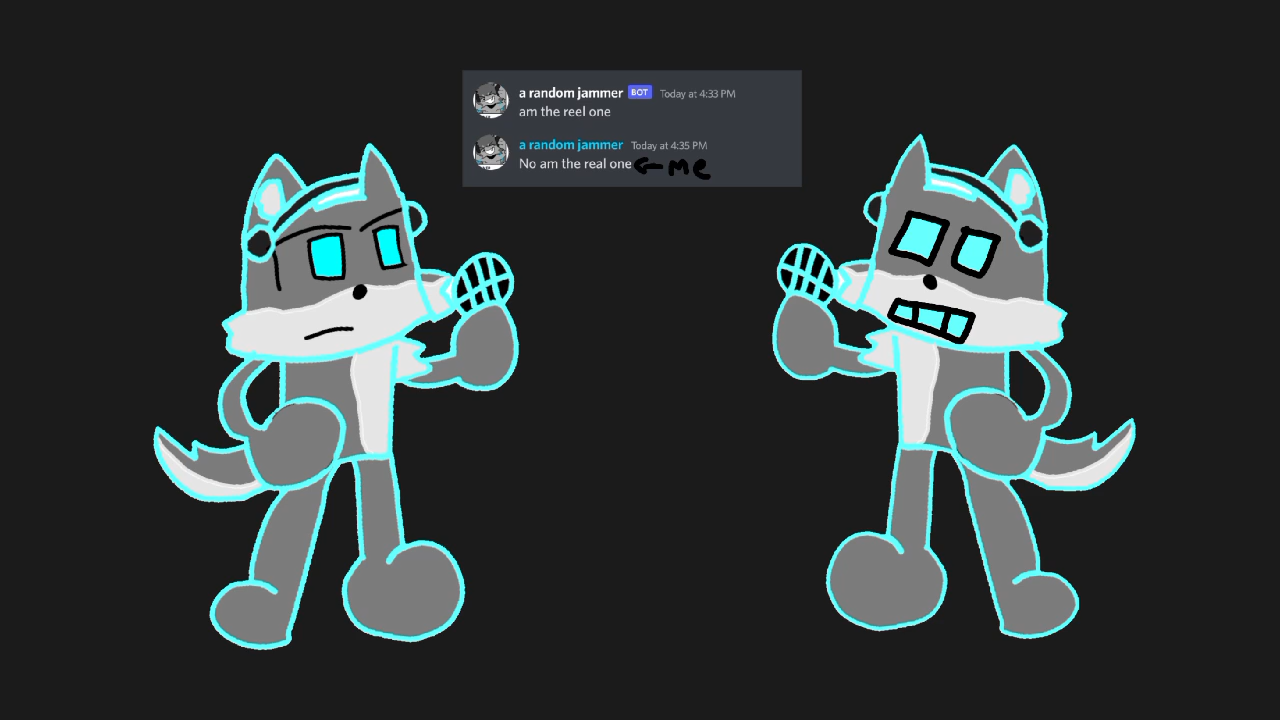 a random jammer BOT Today at 4:33 PM
am the reel one
a random jammer Today at 4:35 PM
No am the real one ← me